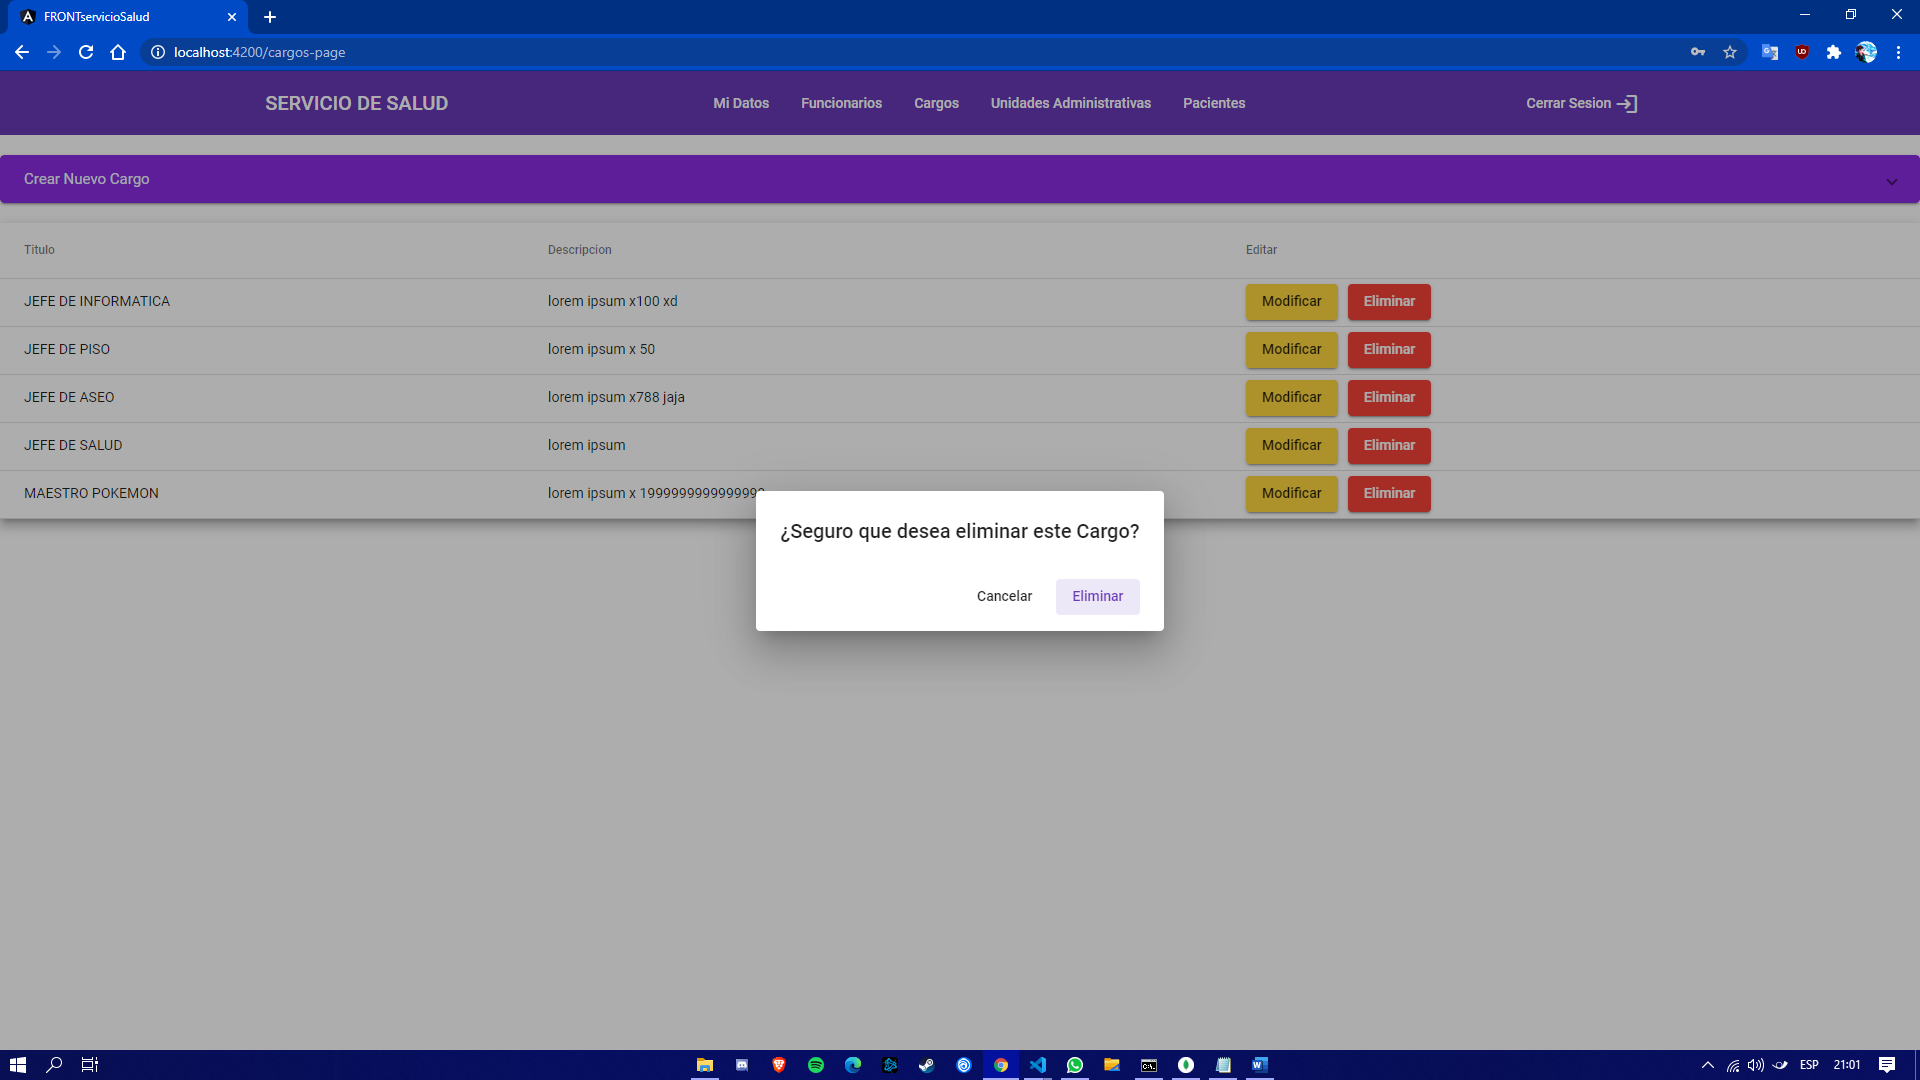 FRONTservicioSalud
localhost:4200/cargos-page
SERVICIO DE SALUD Mi Datos Funcionarios Cargos Unidades Administrativas Pacientes Cerrar Sesion
Crear Nuevo Cargo
Titulo Descripcion Editar
JEFE DE INFORMATICA lorem ipsum x100 xd Modificar Eliminar
JEFE DE PISO lorem ipsum x 50 Modificar Eliminar
JEFE DE ASEO lorem ipsum x788 jaja Modificar Eliminar
JEFE DE SALUD lorem ipsum Modificar Eliminar
MAESTRO POKEMON lorem ipsum x Modificar Eliminar
¿Seguro que desea eliminar este Cargo?
Cancelar Eliminar
ESP 21:01